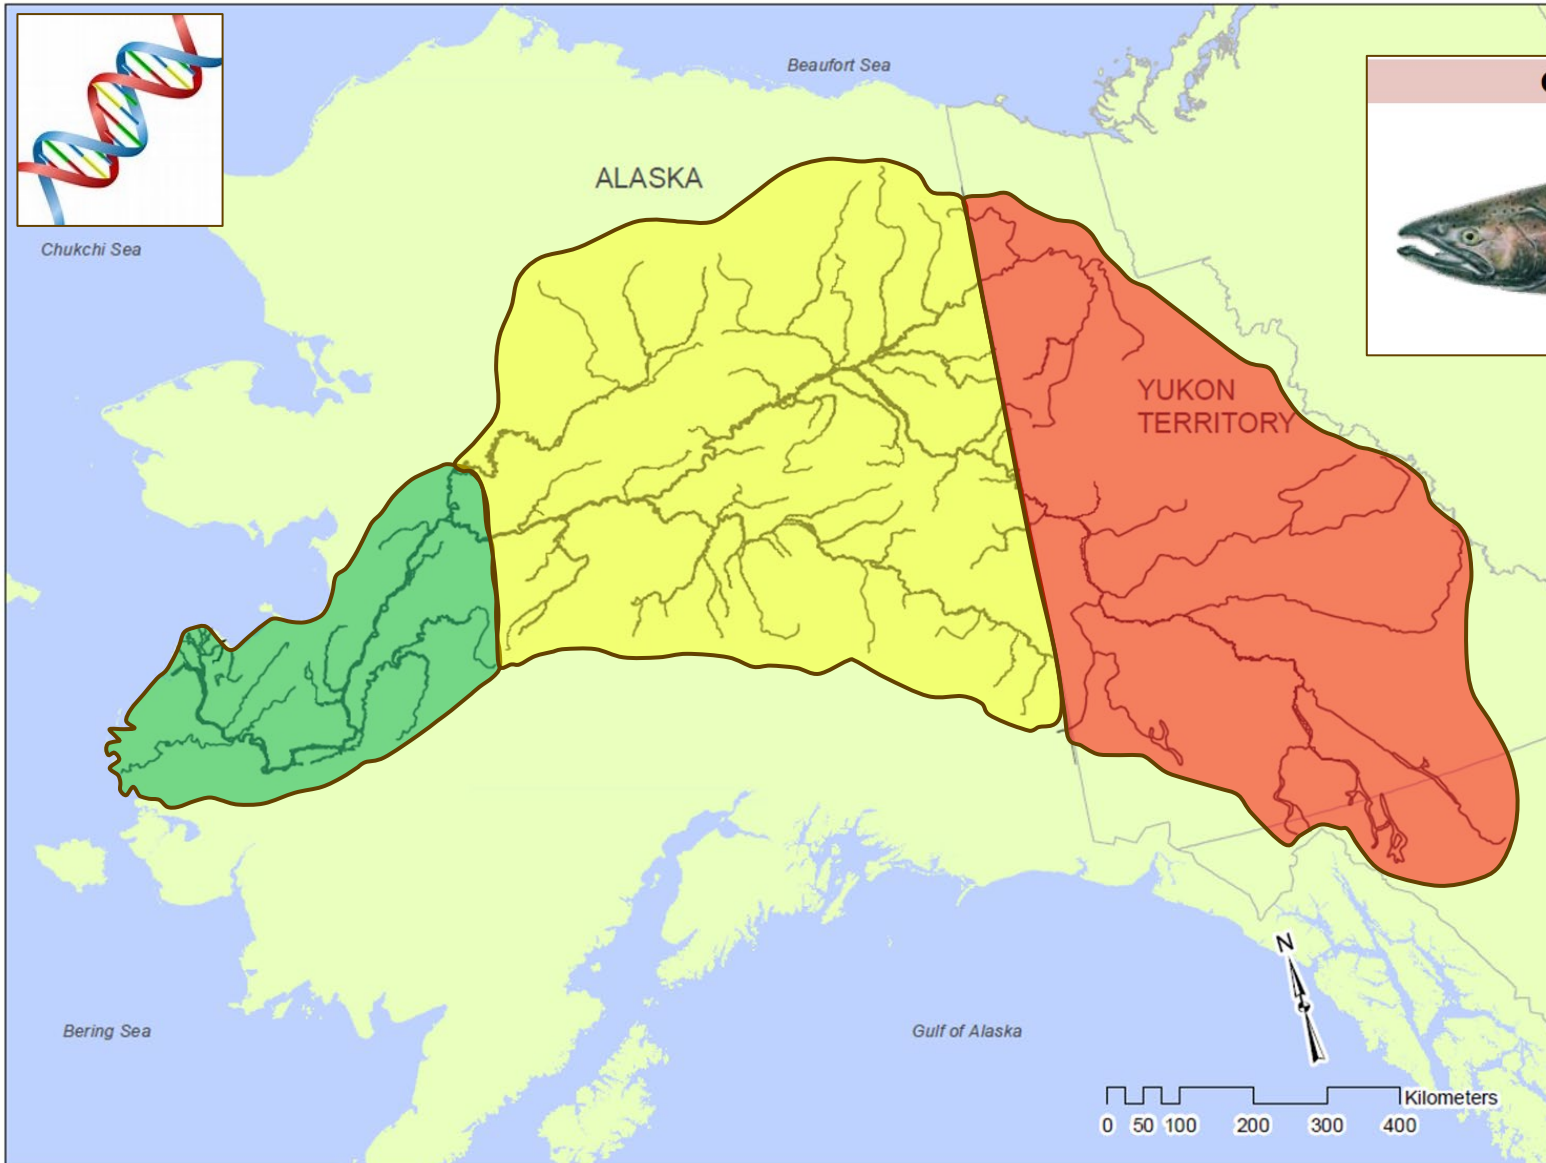 Beaufort Sea
ALASKA
Chukchi Sea
YUKON
TERRITORY
N
Bering Sea
Gulf of Alaska
Kilometers
0 50 100 200 300 400